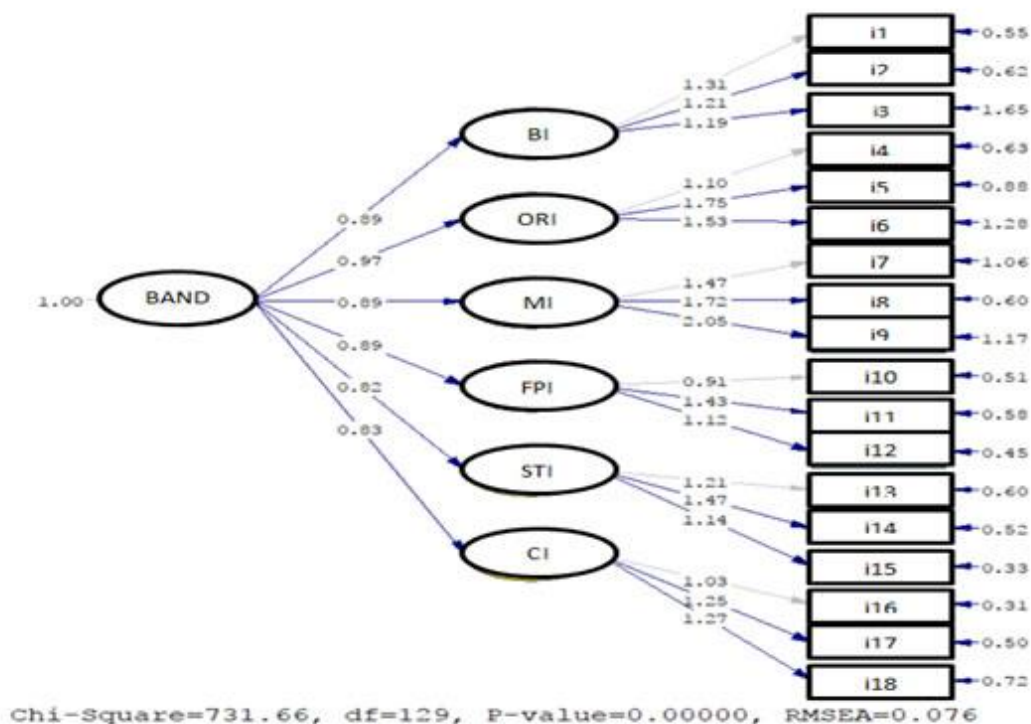 i1
0.55
i2
0.62
1.31
1.21
i3
1.65
1.19
BI
i4
0.63
1.10
i5
0.88
1.75
ORI
i6
1.28
1.53
0.89
i7
1.06
0.97
1.47
BAND
1.00
0.89
MI
1.72
i8
0.60
2.05
i9
1.17
0.89
i10
0.51
0.91
FPI
1.43
i11
0.58
1.12
0.82
i12
0.45
0.83
STI
1.21
i13
0.60
1.47
1.14
i14
0.52
CI
i15
0.33
1.03
i16
0.31
1.25
1.27
i17
0.50
i18
0.72
Chi-Square=731.66, df=129, P-value=0.00000, RMSEA=0.076